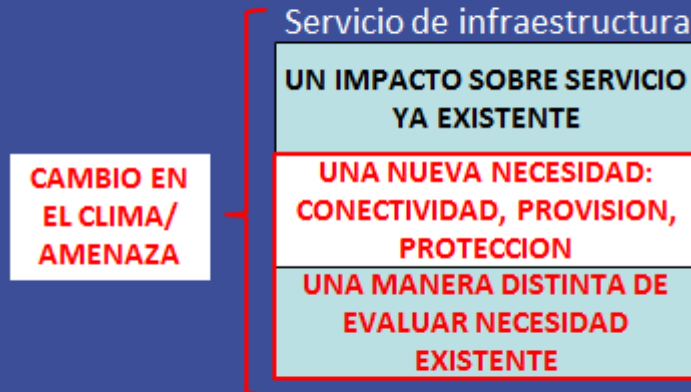 Servicio de infraestructura
UN IMPACTO SOBRE SERVICIO
YA EXISTENTE
CAMBIO EN
EL CLIMA/
AMENAZA
UNA NUEVA NECESIDAD:
CONECTIVIDAD, PROVISION,
PROTECCION
UNA MANERA DISTINTA DE
EVALUAR NECESIDAD
EXISTENTE